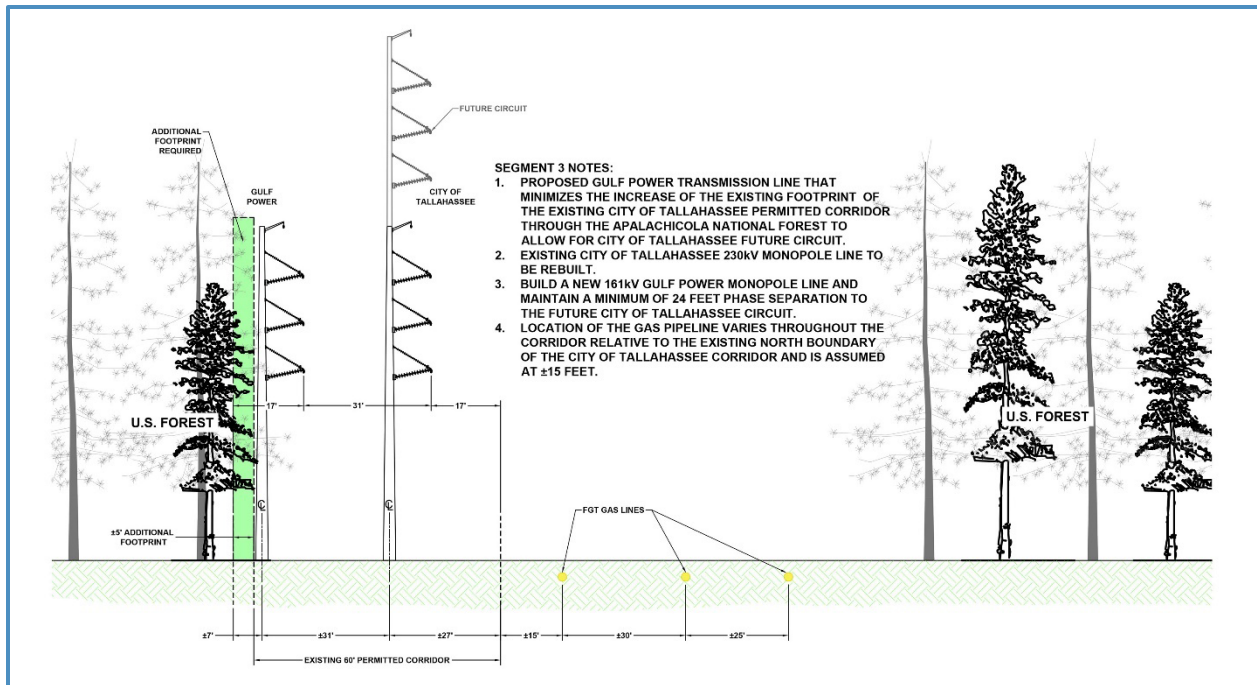 FUTURE CIRCUIT
ADDITIONAL
FOOTPRINT
REQUIRED
GULF
POWER
CITY OF
TALLAHASSEE
SEGMENT 3 NOTES:
1. PROPOSED GULF POWER TRANSMISSION LINE THAT
MINIMIZES THE INCREASE OF THE EXISTING FOOTPRINT OF
THE EXISTING CITY OF TALLAHASSEE PERMITTED CORRIDOR
THROUGH THE APALACHICOLA NATIONAL FOREST TO
ALLOW FOR CITY OF TALLAHASSEE FUTURE CIRCUIT.
2. EXISTING CITY OF TALLAHASSEE 230kV MONOPOLE LINE TO
BE REBUILT.
3. BUILD A NEW 161kV GULF POWER MONOPOLE LINE AND
MAINTAIN A MINIMUM OF 24 FEET PHASE SEPARATION TO
THE FUTURE CITY OF TALLAHASSEE CIRCUIT.
4. LOCATION OF THE GAS PIPELINE VARIES THROUGHOUT THE
CORRIDOR RELATIVE TO THE EXISTING NORTH BOUNDARY
OF THE CITY OF TALLAHASSEE CORRIDOR AND IS ASSUMED
AT ±15 FEET.
17' 31' 17'
U.S. FOREST
U.S. FOREST
℄ ℄
FGT GAS LINES
±5' ADDITIONAL
FOOTPRINT
±7' ±31' ±27' ±15' ±30' ±25'
EXISTING 60' PERMITTED CORRIDOR